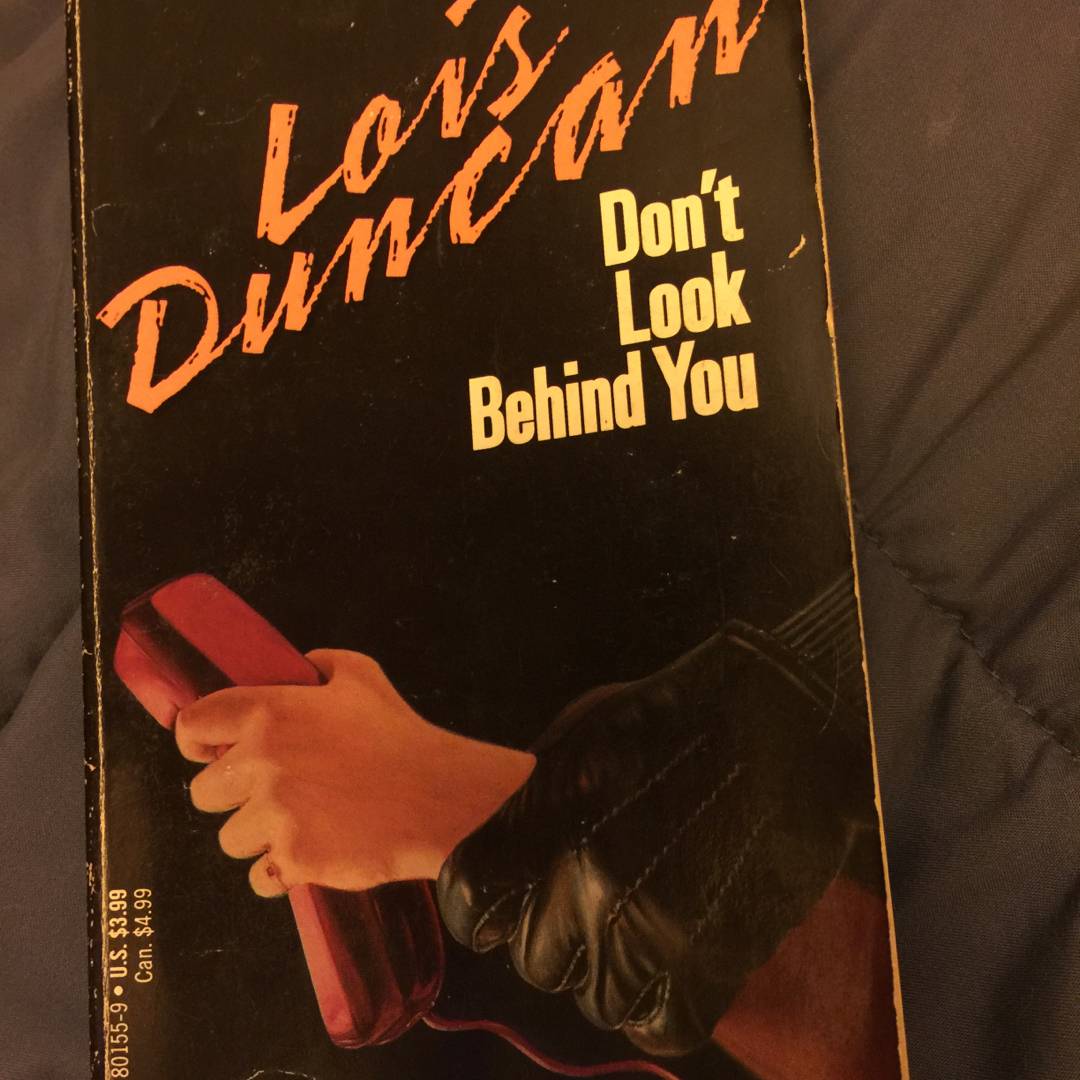 Lois
Duncan
Don't
Look
Behind You
80155-9 • U.S. $3.99
Can. $4.99